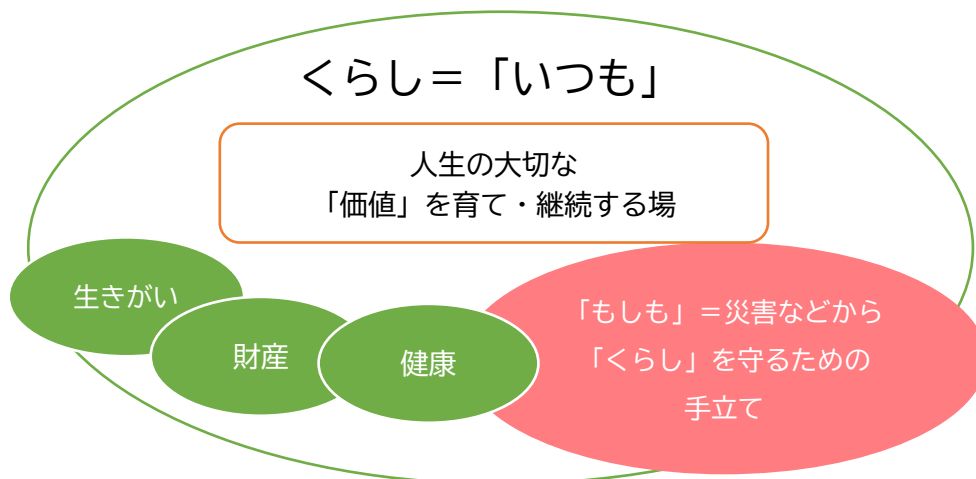 くらし＝「いつも」
人生の大切な
「価値」を育て・継続する場
生きがい
財産
健康
「もしも」＝災害などから
「くらし」を守るための
手立て